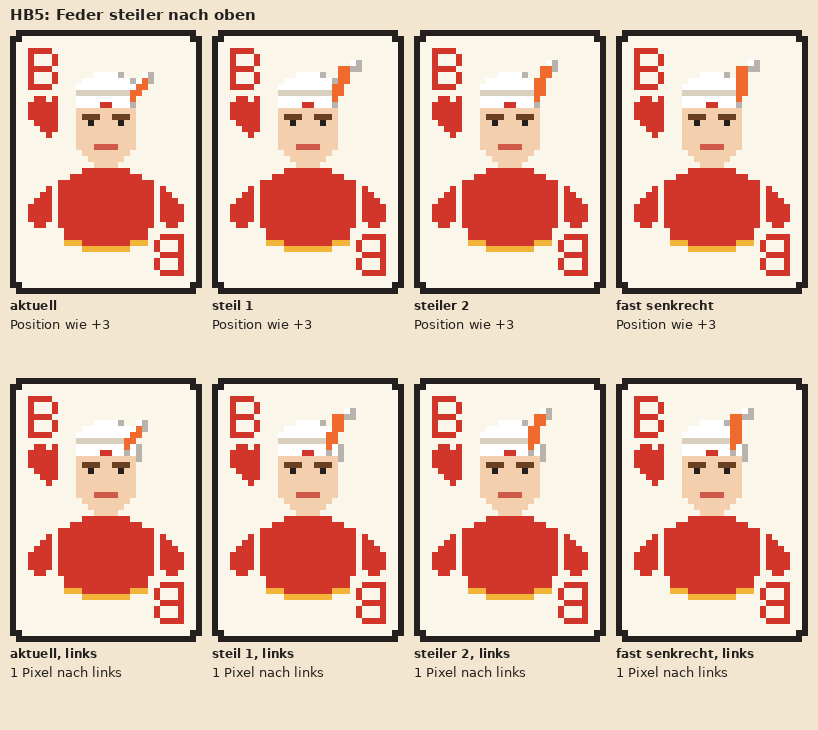 HB5: Feder steiler nach oben
B
B
B
B
B
B
B
B
aktuell
steil 1
steiler 2
fast senkrecht
Position wie +3
Position wie +3
Position wie +3
Position wie +3
B
B
B
B
B
B
B
B
aktuell, links
steil 1, links
steiler 2, links
fast senkrecht, links
1 Pixel nach links
1 Pixel nach links
1 Pixel nach links
1 Pixel nach links